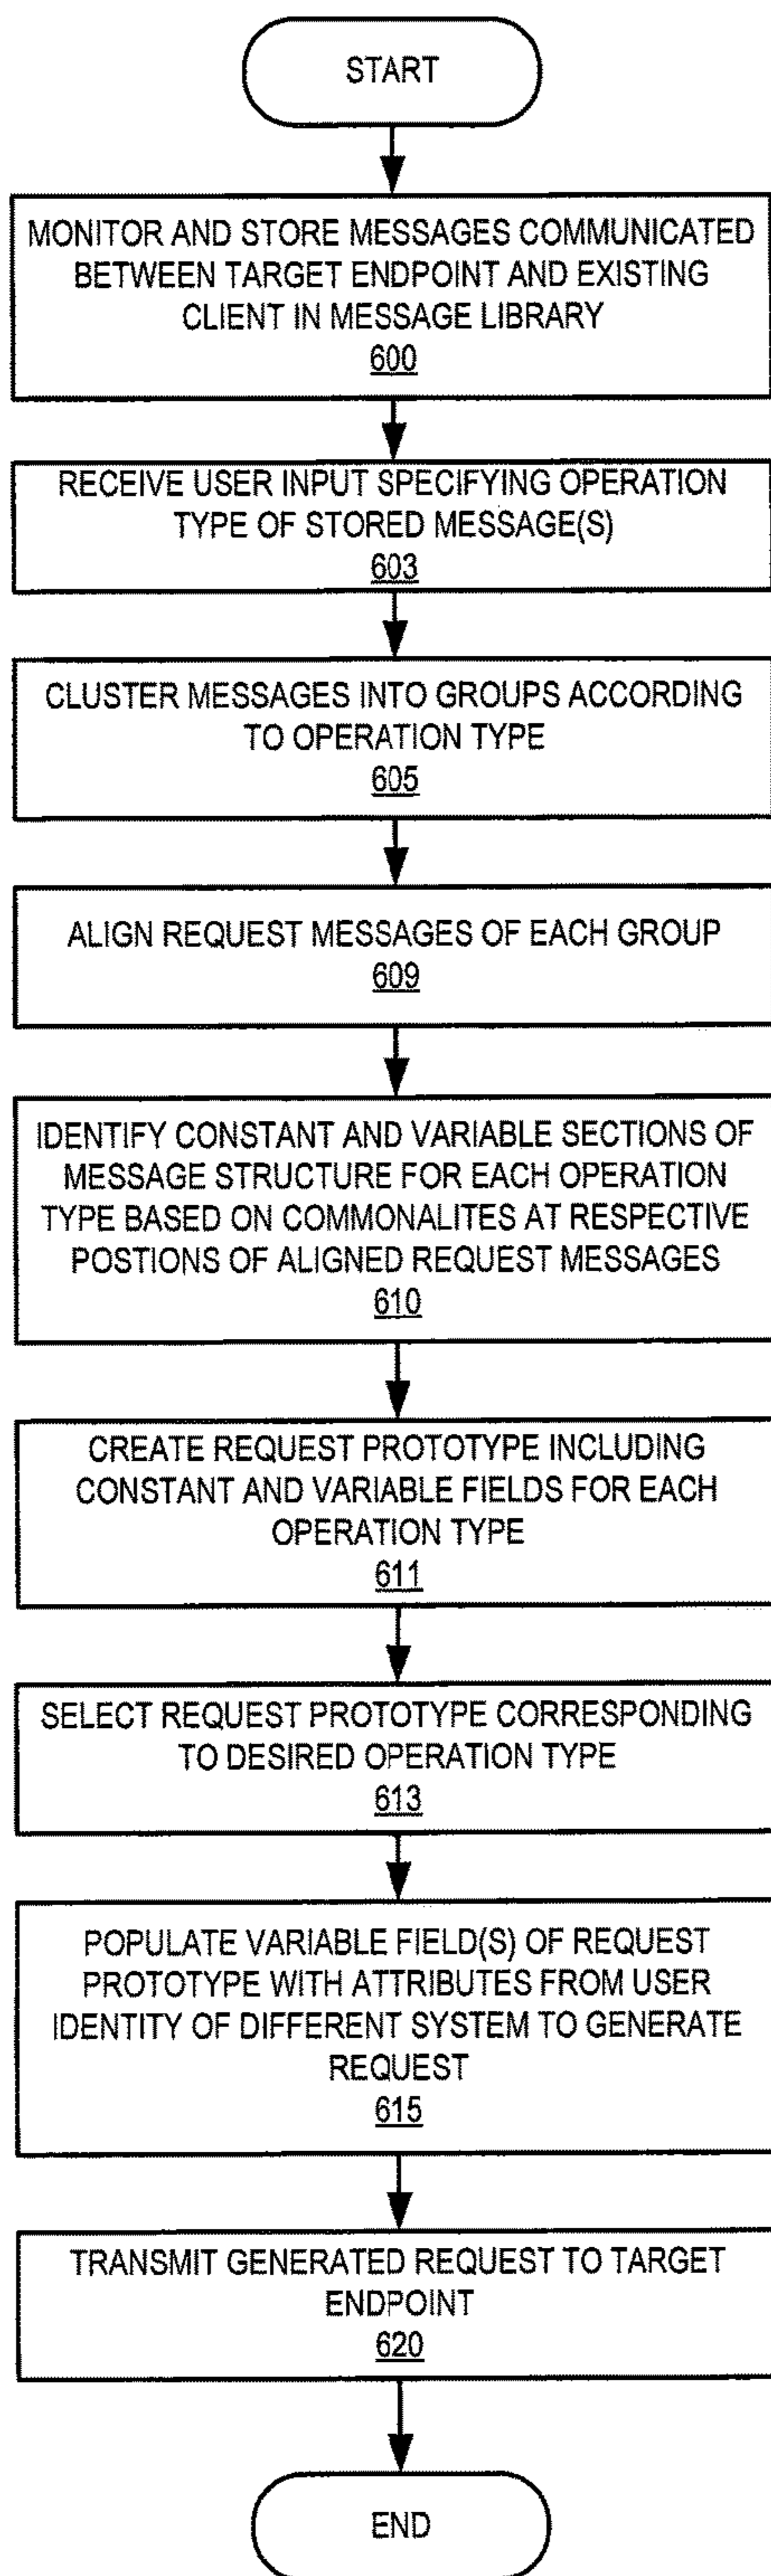 START
MONITOR AND STORE MESSAGES COMMUNICATED
BETWEEN TARGET ENDPOINT AND EXISTING
CLIENT IN MESSAGE LIBRARY
600
RECEIVE USER INPUT SPECIFYING OPERATION
TYPE OF STORED MESSAGE(S)
603
CLUSTER MESSAGES INTO GROUPS ACCORDING
TO OPERATION TYPE
605
ALIGN REQUEST MESSAGES OF EACH GROUP
609
IDENTIFY CONSTANT AND VARIABLE SECTIONS OF
MESSAGE STRUCTURE FOR EACH OPERATION
TYPE BASED ON COMMONALITES AT RESPECTIVE
POSTIONS OF ALIGNED REQUEST MESSAGES
610
CREATE REQUEST PROTOTYPE INCLUDING
CONSTANT AND VARIABLE FIELDS FOR EACH
OPERATION TYPE
611
SELECT REQUEST PROTOTYPE CORRESPONDING
TO DESIRED OPERATION TYPE
613
POPULATE VARIABLE FIELD(S) OF REQUEST
PROTOTYPE WITH ATTRIBUTES FROM USER
IDENTITY OF DIFFERENT SYSTEM TO GENERATE
REQUEST
615
TRANSMIT GENERATED REQUEST TO TARGET
ENDPOINT
620
END